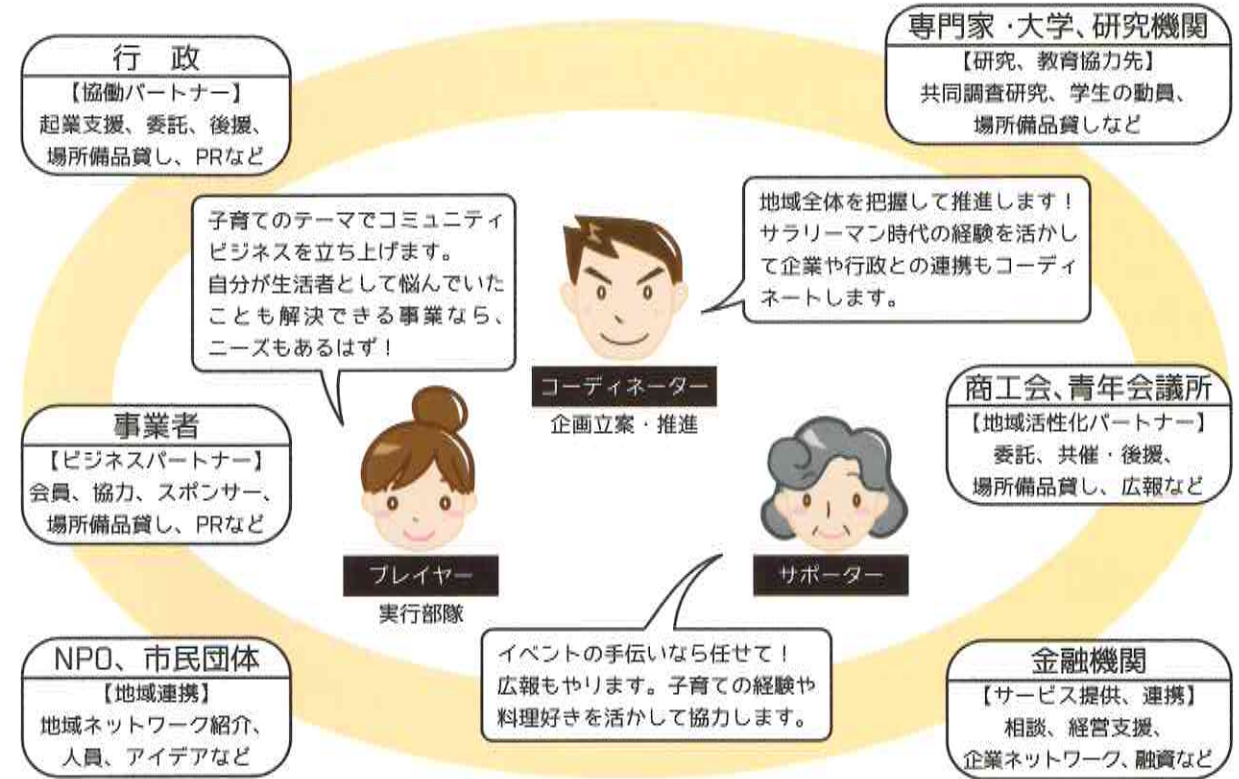 行　政
【協働パートナー】
起業支援、委託、後援、
場所備品貸し、PRなど
専門家・大学、研究機関
【研究、教育協力先】
共同調査研究、学生の動員、
場所備品貸しなど
子育てのテーマでコミュニティ
ビジネスを立ち上げます。
自分が生活者として悩んでいた
ことも解決できる事業なら、
ニーズもあるはず！
地域全体を把握して推進します！
サラリーマン時代の経験を活かし
て企業や行政との連携もコーディ
ネートします。
コーディネーター
企画立案・推進
事業者
【ビジネスパートナー】
会員、協力、スポンサー、
場所備品貸し、PRなど
商工会、青年会議所
【地域活性化パートナー】
委託、共催・後援、
場所備品貸し、広報など
プレイヤー
実行部隊
サポーター
イベントの手伝いなら任せて！
広報もやります。子育ての経験や
料理好きを活かして協力します。
NPO、市民団体
【地域連携】
地域ネットワーク紹介、
人員、アイデアなど
金融機関
【サービス提供、連携】
相談、経営支援、
企業ネットワーク、融資など